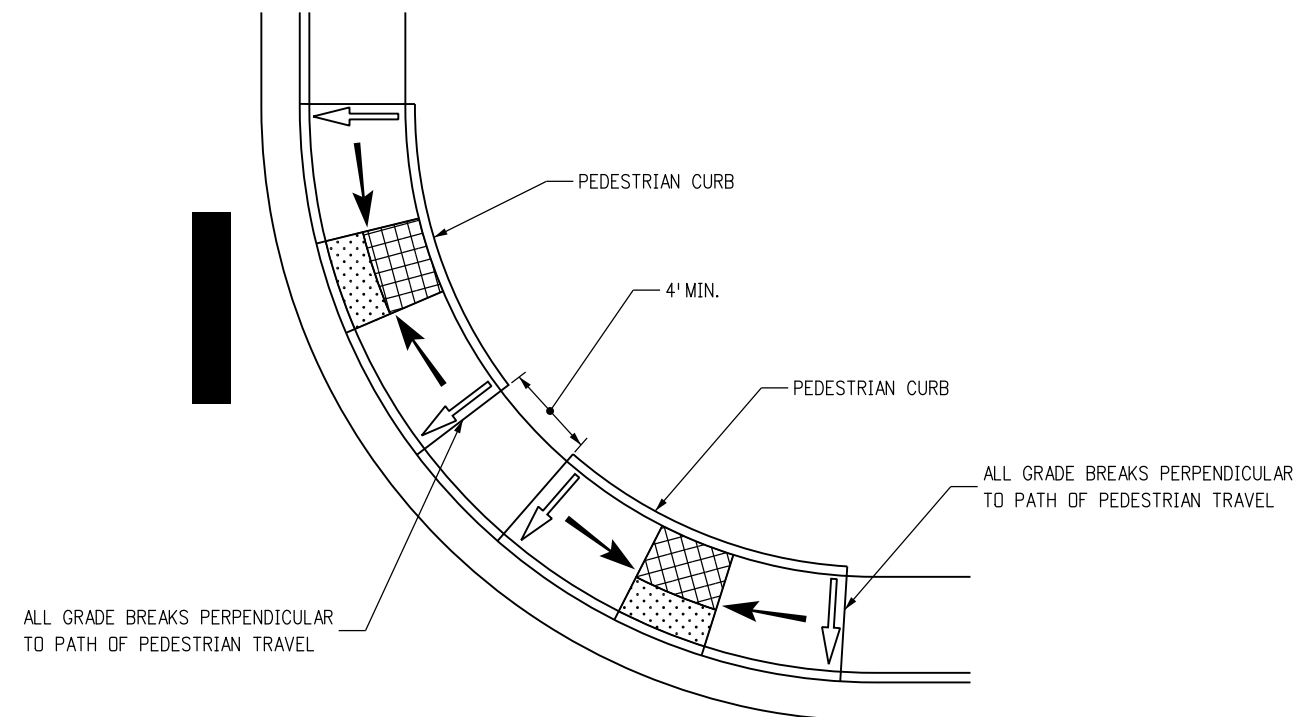 PEDESTRIAN CURB
4' MIN.
PEDESTRIAN CURB
ALL GRADE BREAKS PERPENDICULAR
TO PATH OF PEDESTRIAN TRAVEL
ALL GRADE BREAKS PERPENDICULAR
TO PATH OF PEDESTRIAN TRAVEL